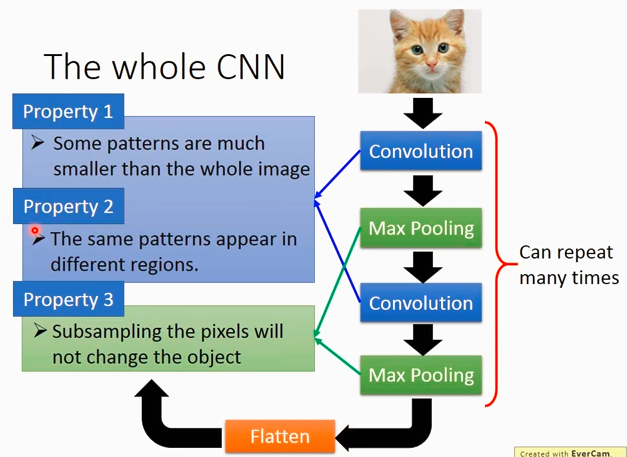 The whole CNN
Property 1
➢ Some patterns are much
smaller than the whole image
Property 2
➢ The same patterns appear in
different regions.
Property 3
➢ Subsampling the pixels will
not change the object
Convolution
Max Pooling
Convolution
Max Pooling
Can repeat
many times
Flatten
Created with EverCam.